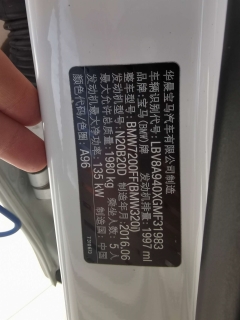 华晨宝马汽车有限公司制造
车辆识别代号: LBV8A940XGMF31983
品牌: 宝马(BMW)牌
整车型号: BMW7200FF(BMW320i)
发动机型号: N20B20D 制造年月: 2016.06
最大允许总质量: 1980 kg 乘坐人数: 5 人
发动机排量: 1997 ml
发动机最大净功率: 135 kW 制造国: 中国
颜色代码/色图: A96